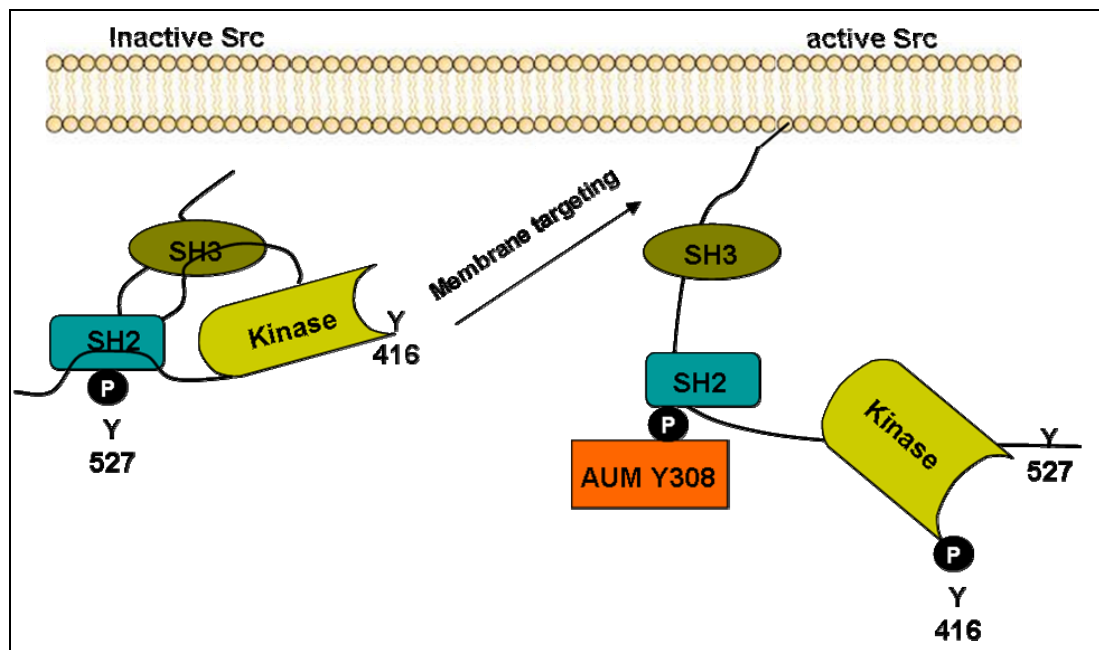 Inactive Src
active Src
Membrane targeting
SH3
SH2
Kinase
Y
416
P
Y
527
SH3
SH2
P
AUM Y308
Kinase
Y
527
P
Y
416